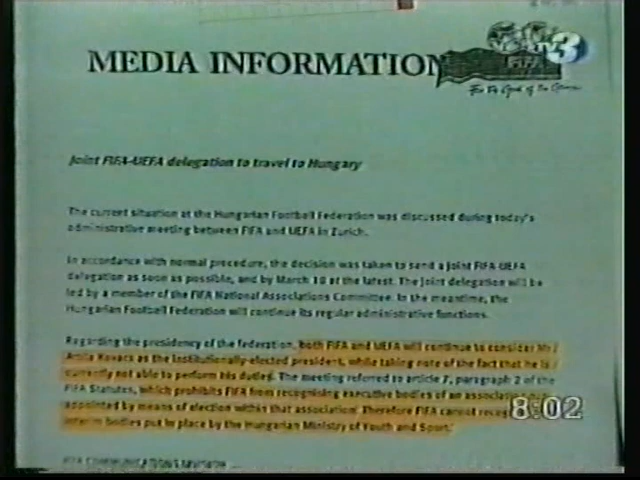 MEDIA INFORMATION
tv3
FIFA
For the Good of the Game
Joint FIFA-UEFA delegation to travel to Hungary
The current situation at the Hungarian Football Federation was discussed during today's
administrative meeting between FIFA and UEFA in Zurich.
In accordance with normal procedure, the decision was taken to send a joint FIFA-UEFA
delegation as soon as possible, and by March 10 at the latest. The joint delegation will be
led by a member of the FIFA National Associations Committee. In the meantime, the
Hungarian Football Federation will continue its regular administrative functions.
Regarding the presidency of the federation, both FIFA and UEFA will continue to consider Mr
Attila Kovacs as the institutionally-elected president, while taking note of the fact that he is
currently not able to perform his duties. The meeting referred to article 7, paragraph 2 of the
FIFA Statutes, which prohibits FIFA from recognising executive bodies of an association
appointed by means of election within that association. Therefore FIFA cannot
interim bodies put in place by the Hungarian Ministry of Youth and Sport.
8:02